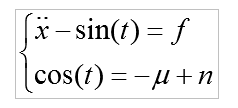 ẍ − sin(t) = f
cos(t) = −μ + n